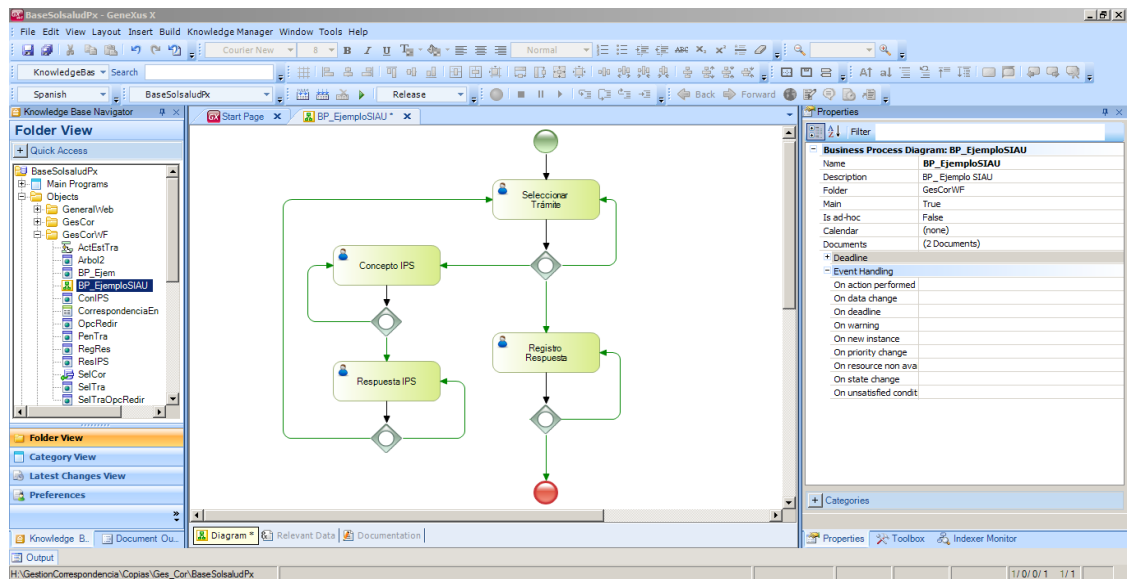 BaseSolsaludPx - GeneXus X
File Edit View Layout Insert Build Knowledge Manager Window Tools Help
Courier New 8 B I U ABC Normal
KnowledgeBas Search
Spanish BaseSolsaludPx Release Back Forward
Knowledge Base Navigator
Folder View
+ Quick Access
BaseSolsaludPx
Main Programs
Objects
GeneralWeb
GesCor
GesCorWF
ActEstTra
Arbol2
BP_Ejem
BP_EjemploSIAU
ConIPS
CorrespondenciaEn
OpcRedir
PenTra
RegRes
ResIPS
SelCor
SelTra
SelTraOpcRedir
Folder View
Category View
Latest Changes View
Preferences
Knowledge B..
Document Ou..
Start Page
BP_EjemploSIAU *
Seleccionar
Trámite
Concepto IPS
Registro
Respuesta
Respuesta IPS
Diagram * Relevant Data Documentation
Properties
Filter
Business Process Diagram: BP_EjemploSIAU
Name BP_EjemploSIAU
Description BP_ Ejemplo SIAU
Folder GesCorWF
Main True
Is ad-hoc False
Calendar (none)
Documents (2 Documents)
Deadline
Event Handling
On action performed
On data change
On deadline
On warning
On new instance
On priority change
On resource non ava
On state change
On unsatisfied condit
+ Categories
Properties Toolbox Indexer Monitor
Output
H:\GestionCorrespondencia\Copias\Ges_Cor\BaseSolsaludPx
1/0/0/1 1/1